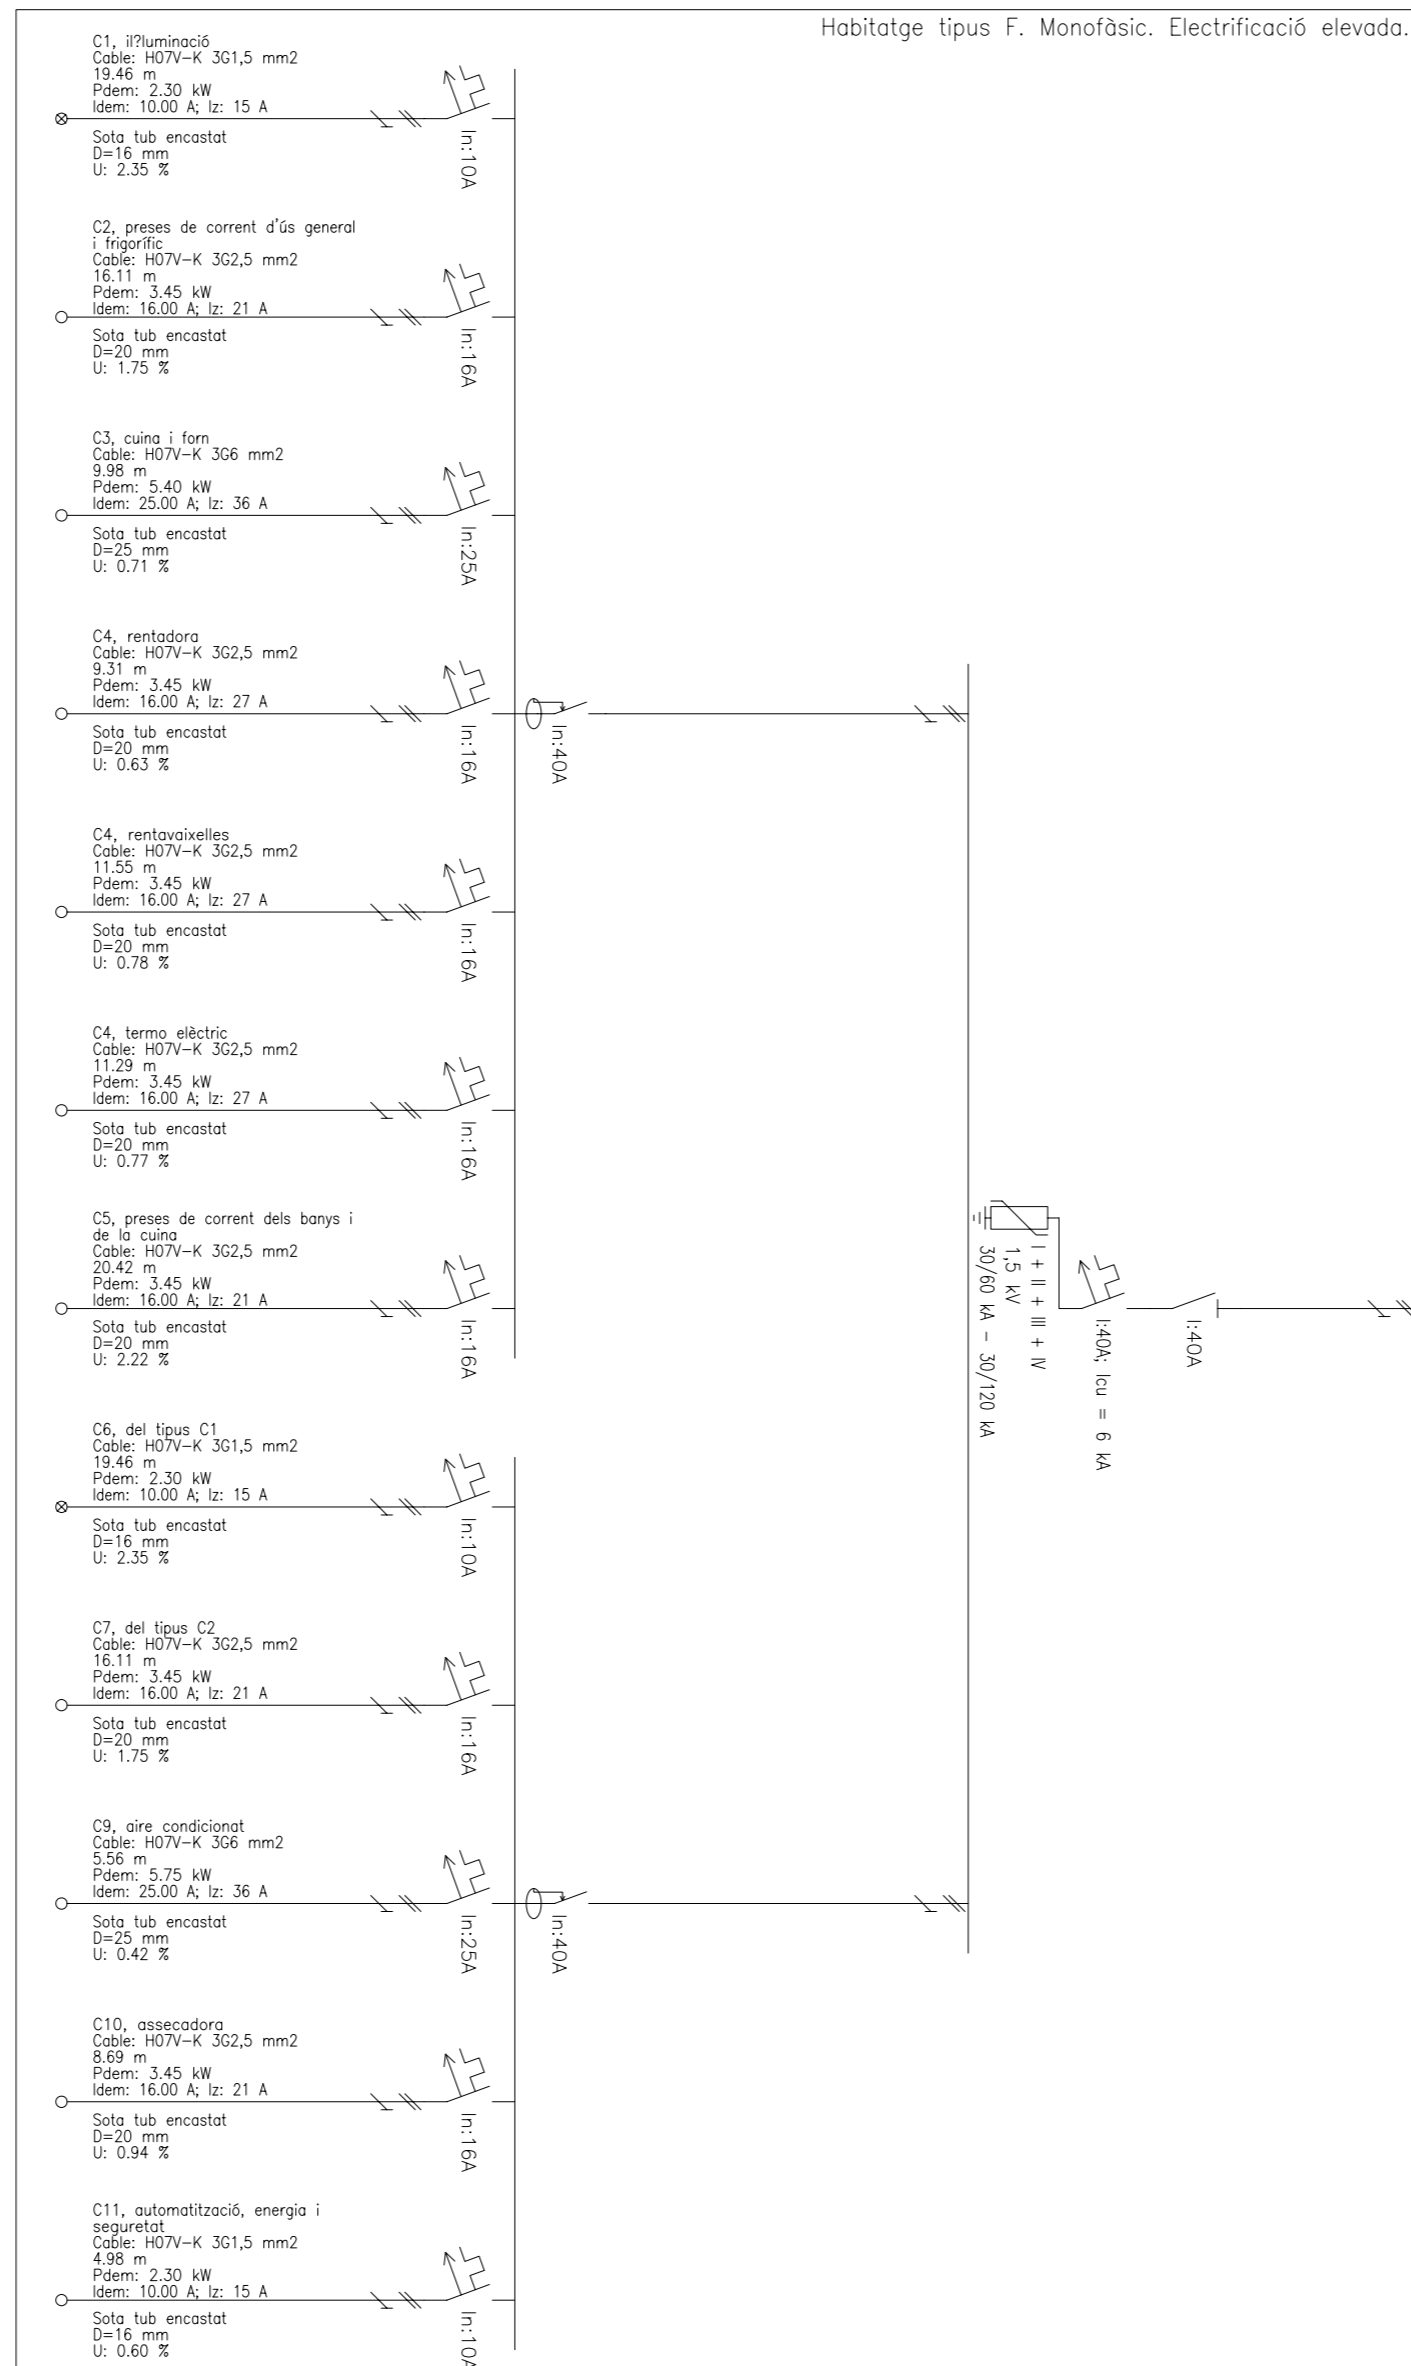 Habitatge tipus F. Monofàsic. Electrificació elevada.
C1, il?luminació
Cable: H07V-K 3G1,5 mm2
19.46 m
Pdem: 2.30 kW
Idem: 10.00 A; Iz: 15 A
Sota tub encastat
D=16 mm
U: 2.35 %
In:10A
C2, preses de corrent d'ús general
i frigorífic
Cable: H07V-K 3G2,5 mm2
16.11 m
Pdem: 3.45 kW
Idem: 16.00 A; Iz: 21 A
Sota tub encastat
D=20 mm
U: 1.75 %
In:16A
C3, cuina i forn
Cable: H07V-K 3G6 mm2
9.98 m
Pdem: 5.40 kW
Idem: 25.00 A; Iz: 36 A
Sota tub encastat
D=25 mm
U: 0.71 %
In:25A
C4, rentadora
Cable: H07V-K 3G2,5 mm2
9.31 m
Pdem: 3.45 kW
Idem: 16.00 A; Iz: 27 A
Sota tub encastat
D=20 mm
U: 0.63 %
In:16A
In:40A
C4, rentavaixelles
Cable: H07V-K 3G2,5 mm2
11.55 m
Pdem: 3.45 kW
Idem: 16.00 A; Iz: 27 A
Sota tub encastat
D=20 mm
U: 0.78 %
In:16A
C4, termo elèctric
Cable: H07V-K 3G2,5 mm2
11.29 m
Pdem: 3.45 kW
Idem: 16.00 A; Iz: 27 A
Sota tub encastat
D=20 mm
U: 0.77 %
In:16A
C5, preses de corrent dels banys i
de la cuina
Cable: H07V-K 3G2,5 mm2
20.42 m
Pdem: 3.45 kW
Idem: 16.00 A; Iz: 21 A
Sota tub encastat
D=20 mm
U: 2.22 %
In:16A
I + II + III + IV
1,5 kV
30/60 kA - 30/120 kA
I:40A; Icu = 6 kA
I:40A
C6, del tipus C1
Cable: H07V-K 3G1,5 mm2
19.46 m
Pdem: 2.30 kW
Idem: 10.00 A; Iz: 15 A
Sota tub encastat
D=16 mm
U: 2.35 %
In:10A
C7, del tipus C2
Cable: H07V-K 3G2,5 mm2
16.11 m
Pdem: 3.45 kW
Idem: 16.00 A; Iz: 21 A
Sota tub encastat
D=20 mm
U: 1.75 %
In:16A
C9, aire condicionat
Cable: H07V-K 3G6 mm2
5.56 m
Pdem: 5.75 kW
Idem: 25.00 A; Iz: 36 A
Sota tub encastat
D=25 mm
U: 0.42 %
In:25A
In:40A
C10, assecadora
Cable: H07V-K 3G2,5 mm2
8.69 m
Pdem: 3.45 kW
Idem: 16.00 A; Iz: 21 A
Sota tub encastat
D=20 mm
U: 0.94 %
In:16A
C11, automatització, energia i
seguretat
Cable: H07V-K 3G1,5 mm2
4.98 m
Pdem: 2.30 kW
Idem: 10.00 A; Iz: 15 A
Sota tub encastat
D=16 mm
U: 0.60 %
In:10A